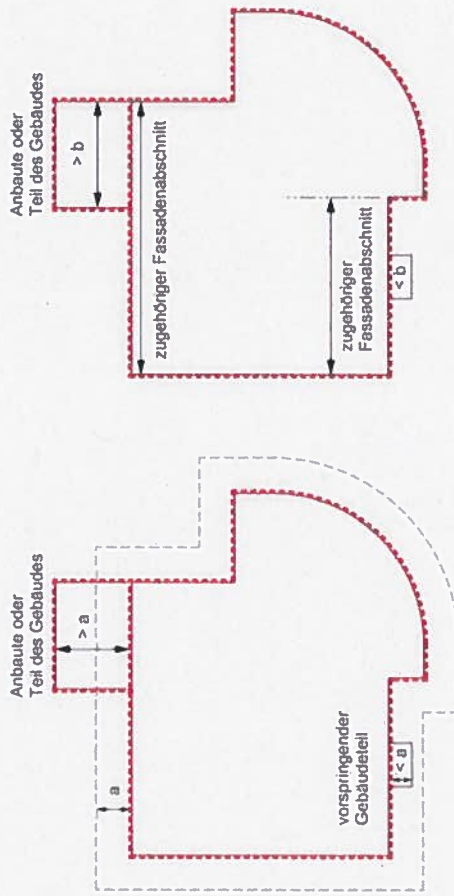 Anbaute oder
Teil des Gebäudes
> a
a
vorspringender
Gebäudeteil
< a
Anbaute oder
Teil des Gebäudes
> b
zugehöriger Fassadenabschnitt
zugehöriger
Fassadenabschnitt
< b